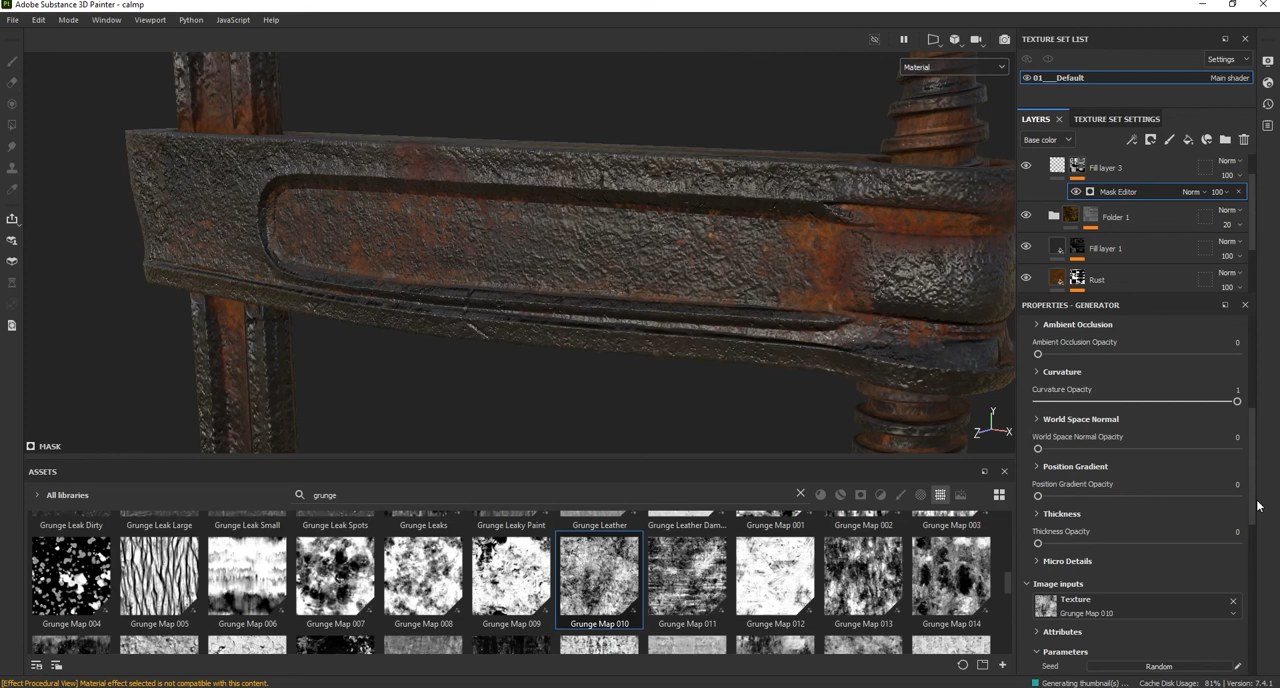 Adobe Substance 3D Painter - calmp
File Edit Mode Window Viewport Python JavaScript Help
Material
MASK
Y
Z X
TEXTURE SET LIST
Settings
01___Default Main shader
LAYERS TEXTURE SET SETTINGS
Base color
Fill layer 3 Norm 100
Mask Editor Norm 100
Folder 1 Norm 20
Fill layer 1 Norm 100
Rust Norm 100
PROPERTIES - GENERATOR
Ambient Occlusion
Ambient Occlusion Opacity 0
Curvature
Curvature Opacity 1
World Space Normal
World Space Normal Opacity 0
Position Gradient
Position Gradient Opacity 0
Thickness
Thickness Opacity 0
Micro Details
Image inputs
Texture
Grunge Map 010
Attributes
Parameters
Seed Random
ASSETS
All libraries grunge
Grunge Leak Dirty Grunge Leak Large Grunge Leak Small Grunge Leak Spots Grunge Leaks Grunge Leaky Paint Grunge Leather Grunge Leather Dam... Grunge Map 001 Grunge Map 002 Grunge Map 003
Grunge Map 004 Grunge Map 005 Grunge Map 006 Grunge Map 007 Grunge Map 008 Grunge Map 009 Grunge Map 010 Grunge Map 011 Grunge Map 012 Grunge Map 013 Grunge Map 014
[Effect Procedural View] Material effect selected is not compatible with this content.
Generating thumbnail(s) ... Cache Disk Usage: 81% | Version: 7.4.1